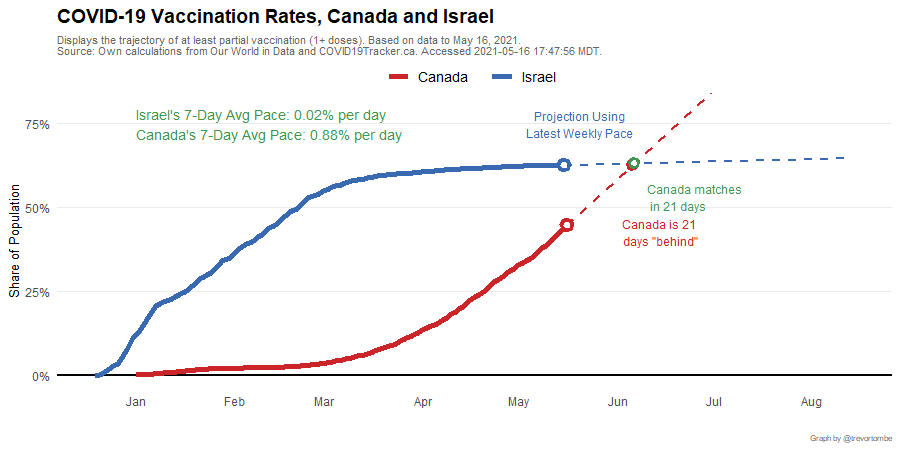 COVID-19 Vaccination Rates, Canada and Israel
Displays the trajectory of at least partial vaccination (1+ doses). Based on data to May 16, 2021.
Source: Own calculations from Our World in Data and COVID19Tracker.ca. Accessed 2021-05-16 17:47:56 MDT.
Canada
Israel
Israel's 7-Day Avg Pace: 0.02% per day
Canada's 7-Day Avg Pace: 0.88% per day
Projection Using
Latest Weekly Pace
Canada matches
in 21 days
Canada is 21
days "behind"
Share of Population
75%
50%
25%
0%
Jan
Feb
Mar
Apr
May
Jun
Jul
Aug
Graph by @trevortombe